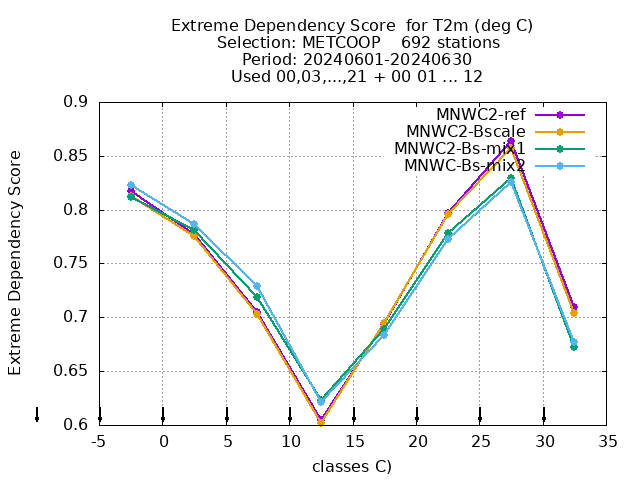 Extreme Dependency Score  for T2m (deg C)
Selection: METCOOP    692 stations
Period: 20240601-20240630
Used 00,03,...,21 + 00 01 ... 12
MNWC2-ref
MNWC2-Bscale
MNWC2-Bs-mix1
MNWC-Bs-mix2
Extreme Dependency Score
0.9
0.85
0.8
0.75
0.7
0.65
0.6
-5 0 5 10 15 20 25 30 35
classes C)